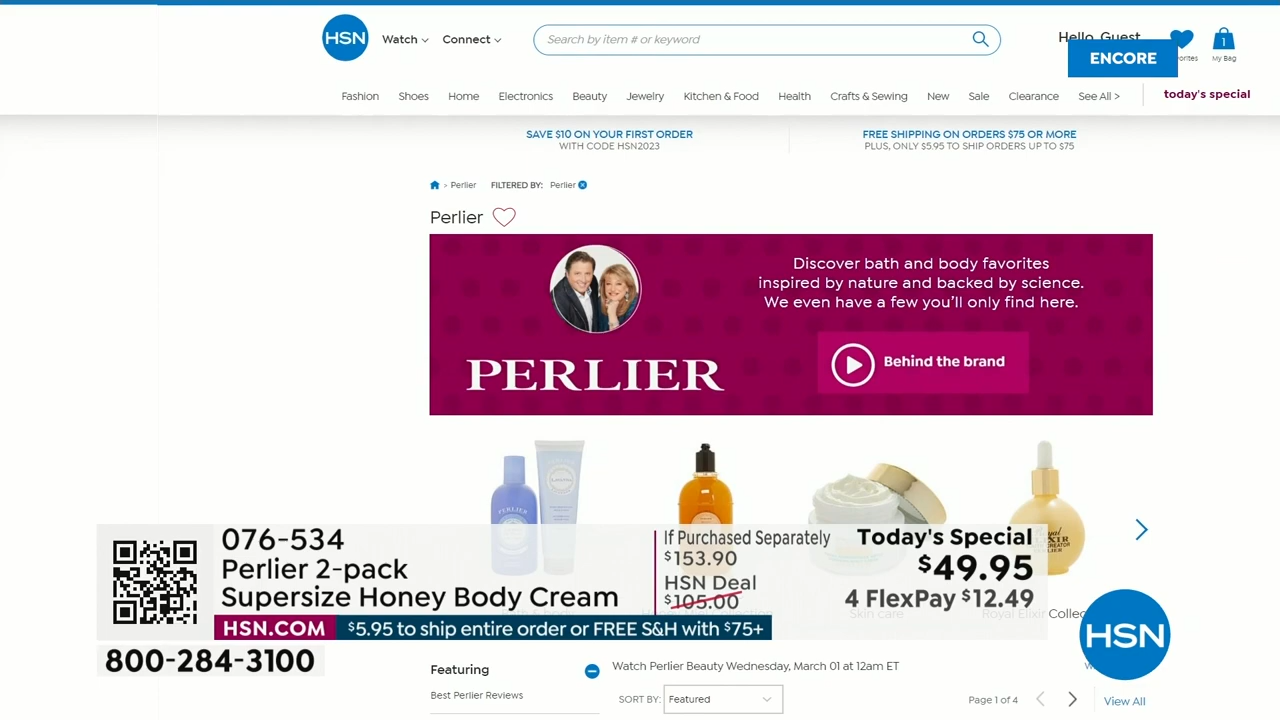 HSN
Watch
Connect
Search by item # or keyword
Hello, Guest
ENCORE
My Bag
1
Fashion
Shoes
Home
Electronics
Beauty
Jewelry
Kitchen & Food
Health
Crafts & Sewing
New
Sale
Clearance
See All >
today's special
SAVE $10 ON YOUR FIRST ORDER
WITH CODE HSN2023
FREE SHIPPING ON ORDERS $75 OR MORE
PLUS, ONLY $5.95 TO SHIP ORDERS UP TO $75
> Perlier
FILTERED BY: Perlier
Perlier
Discover bath and body favorites
inspired by nature and backed by science.
We even have a few you'll only find here.
PERLIER
Behind the brand
PERLIER
076-534
Perlier 2-pack
Supersize Honey Body Cream
If Purchased Separately
$153.90
HSN Deal
$105.00
Today's Special
$49.95
4 FlexPay $12.49
Skin care
HSN.COM
$5.95 to ship entire order or FREE S&H with $75+
800-284-3100
HSN
Featuring
Best Perlier Reviews
Watch Perlier Beauty Wednesday, March 01 at 12am ET
SORT BY: Featured
Page 1 of 4
View All